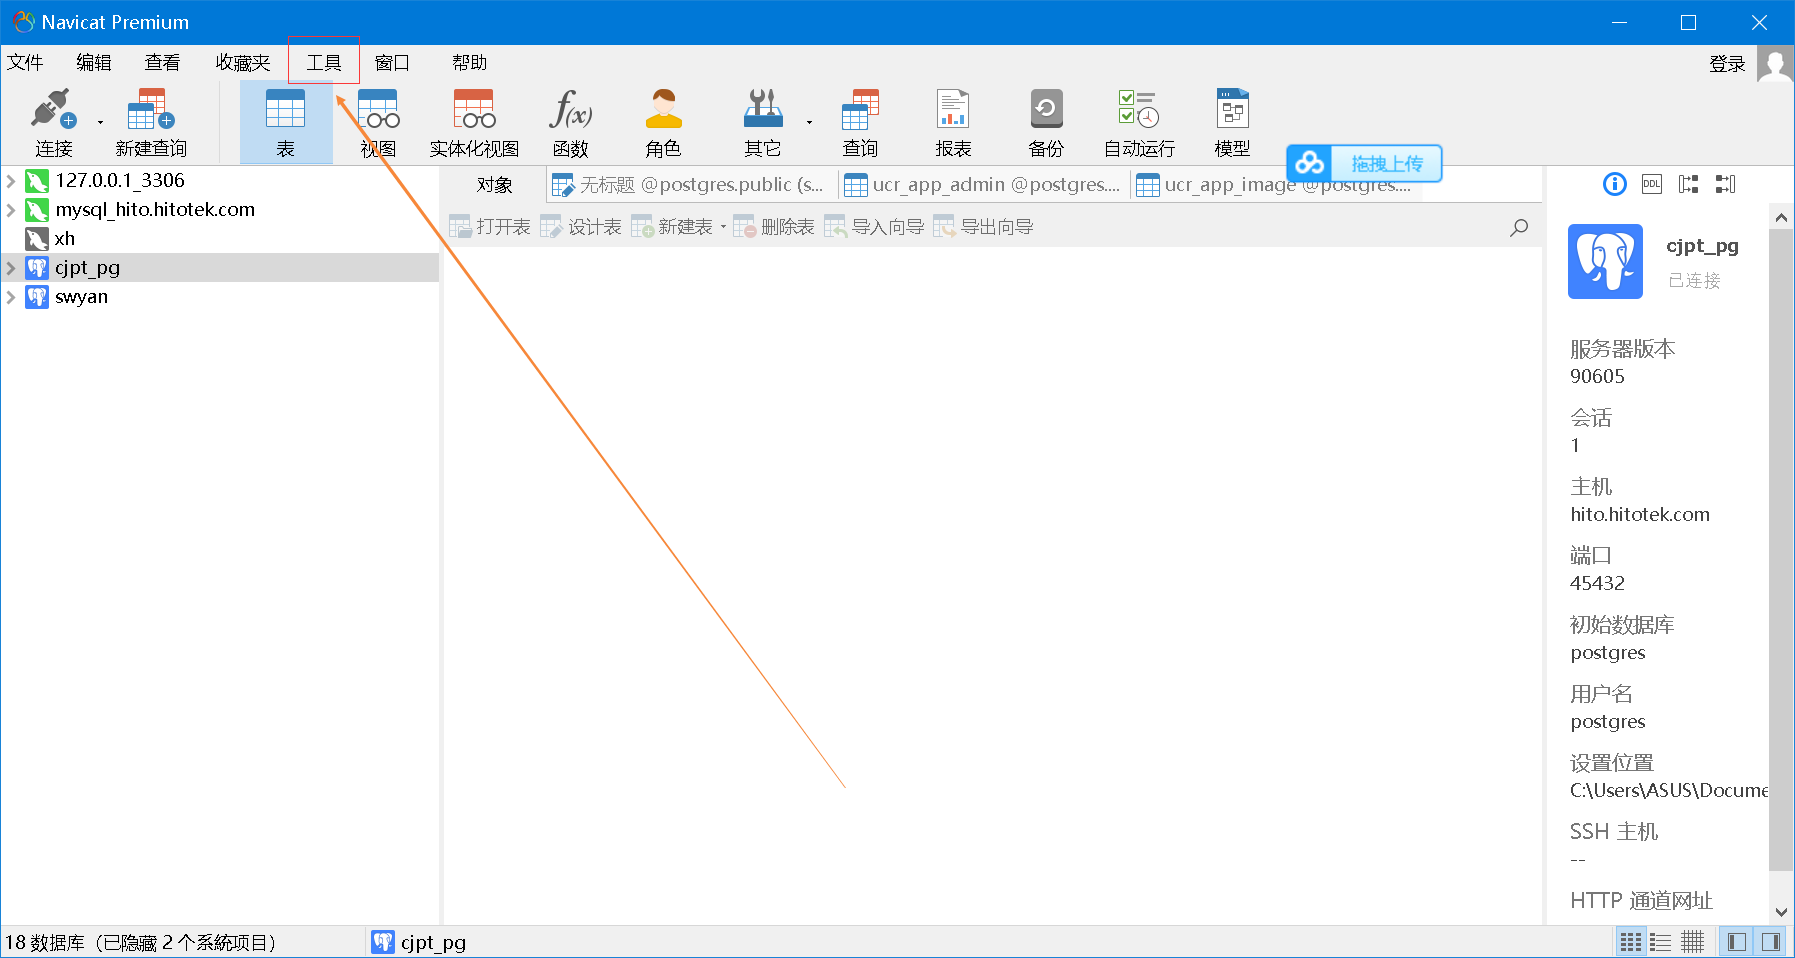 Navicat Premium
文件 编辑 查看 收藏夹 工具 窗口 帮助 登录
连接 新建查询 表 视图 实体化视图 函数 角色 其它 查询 报表 备份 自动运行 模型
f(x)
拖拽上传
127.0.0.1_3306
mysql_hito.hitotek.com
xh
cjpt_pg
swyan
对象 无标题 @postgres.public (s... ucr_app_admin @postgres.... ucr_app_image @postgres....
打开表 设计表 新建表 删除表 导入向导 导出向导
DDL
cjpt_pg
已连接
服务器版本
90605
会话
1
主机
hito.hitotek.com
端口
45432
初始数据库
postgres
用户名
postgres
设置位置
C:\Users\ASUS\Docume
SSH 主机
--
HTTP 通道网址
18 数据库（已隐藏 2 个系統项目） cjpt_pg